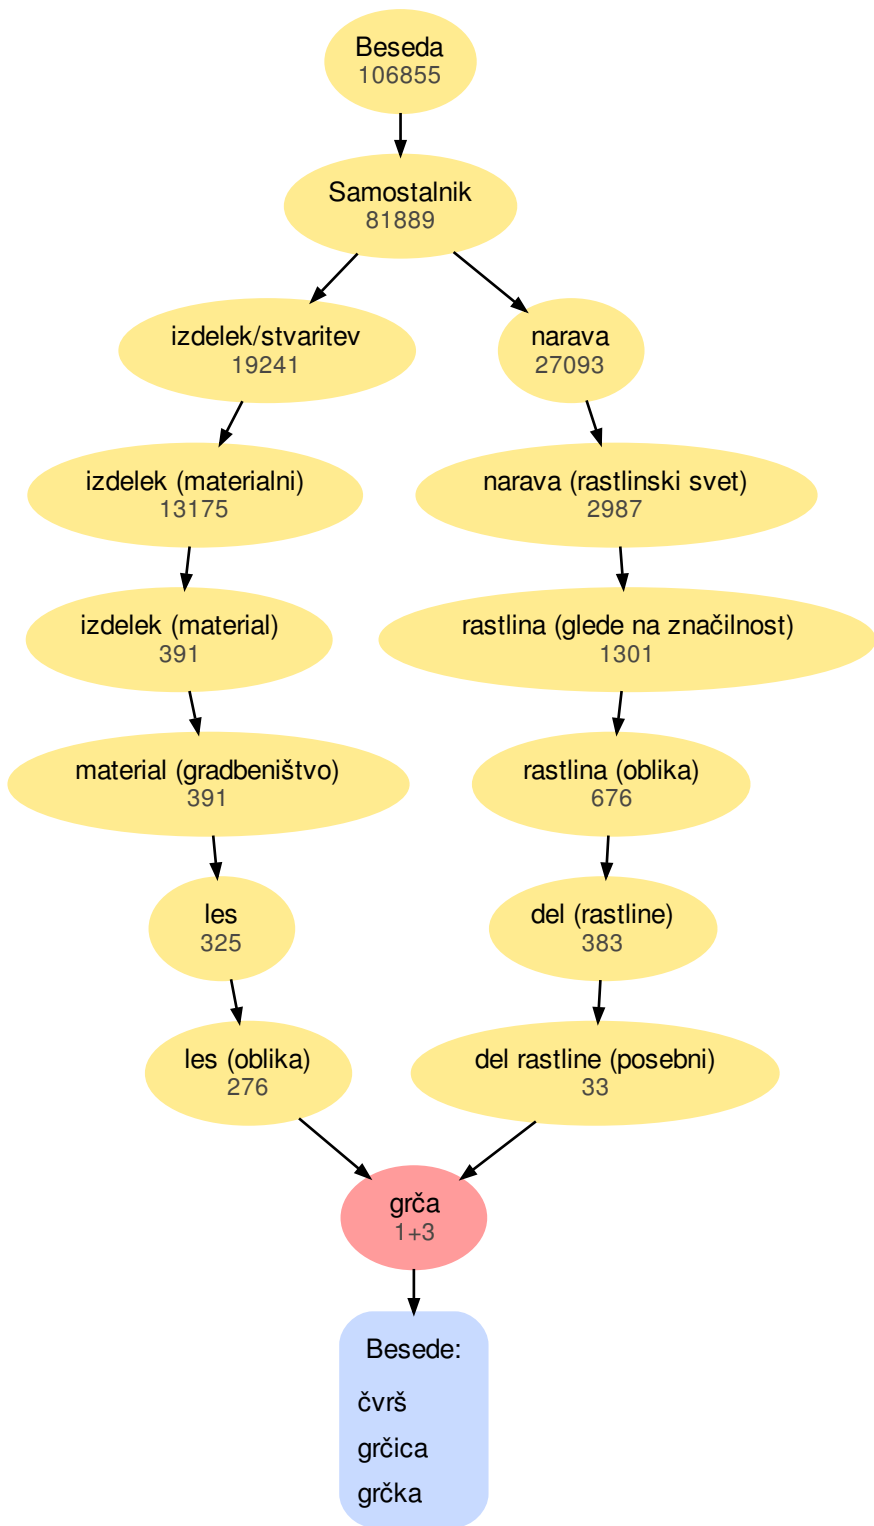 Beseda
106855
Samostalnik
81889
izdelek/stvaritev
19241
narava
27093
izdelek (materialni)
13175
narava (rastlinski svet)
2987
izdelek (material)
391
rastlina (glede na značilnost)
1301
material (gradbeništvo)
391
rastlina (oblika)
676
les
325
del (rastline)
383
les (oblika)
276
del rastline (posebni)
33
grča
1+3
Besede:
čvrš
grčica
grčka